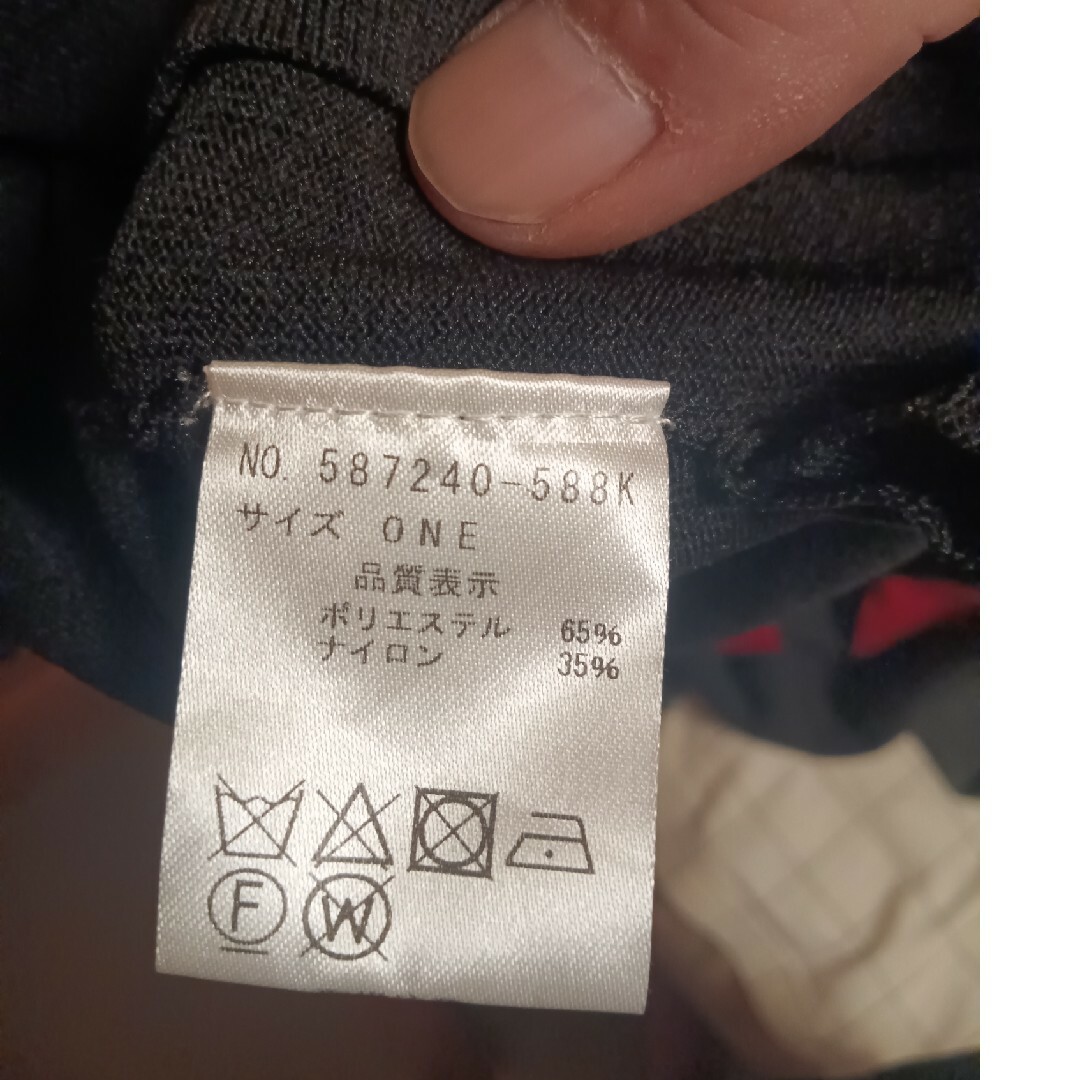 NO. 587240-588K
サイズ ONE
品質表示
ポリエステル 65%
ナイロン 35%
F
W